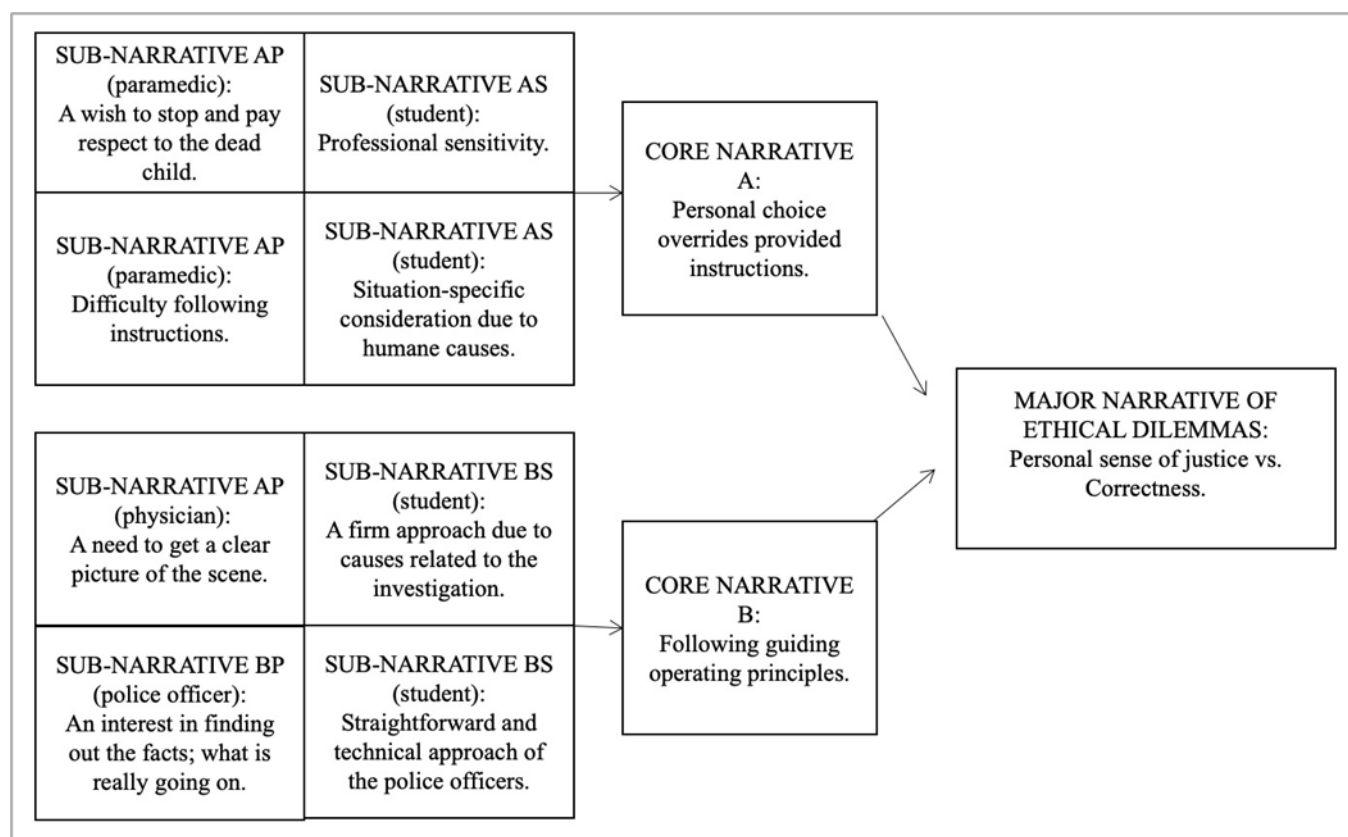 SUB-NARRATIVE AP
(paramedic):
A wish to stop and pay
respect to the dead
child.
SUB-NARRATIVE AS
(student):
Professional sensitivity.
SUB-NARRATIVE AP
(paramedic):
Difficulty following
instructions.
SUB-NARRATIVE AS
(student):
Situation-specific
consideration due to
humane causes.
CORE NARRATIVE
A:
Personal choice
overrides provided
instructions.
SUB-NARRATIVE AP
(physician):
A need to get a clear
picture of the scene.
SUB-NARRATIVE BS
(student):
A firm approach due to
causes related to the
investigation.
SUB-NARRATIVE BP
(police officer):
An interest in finding
out the facts; what is
really going on.
SUB-NARRATIVE BS
(student):
Straightforward and
technical approach of
the police officers.
CORE NARRATIVE
B:
Following guiding
operating principles.
MAJOR NARRATIVE OF
ETHICAL DILEMMAS:
Personal sense of justice vs.
Correctness.